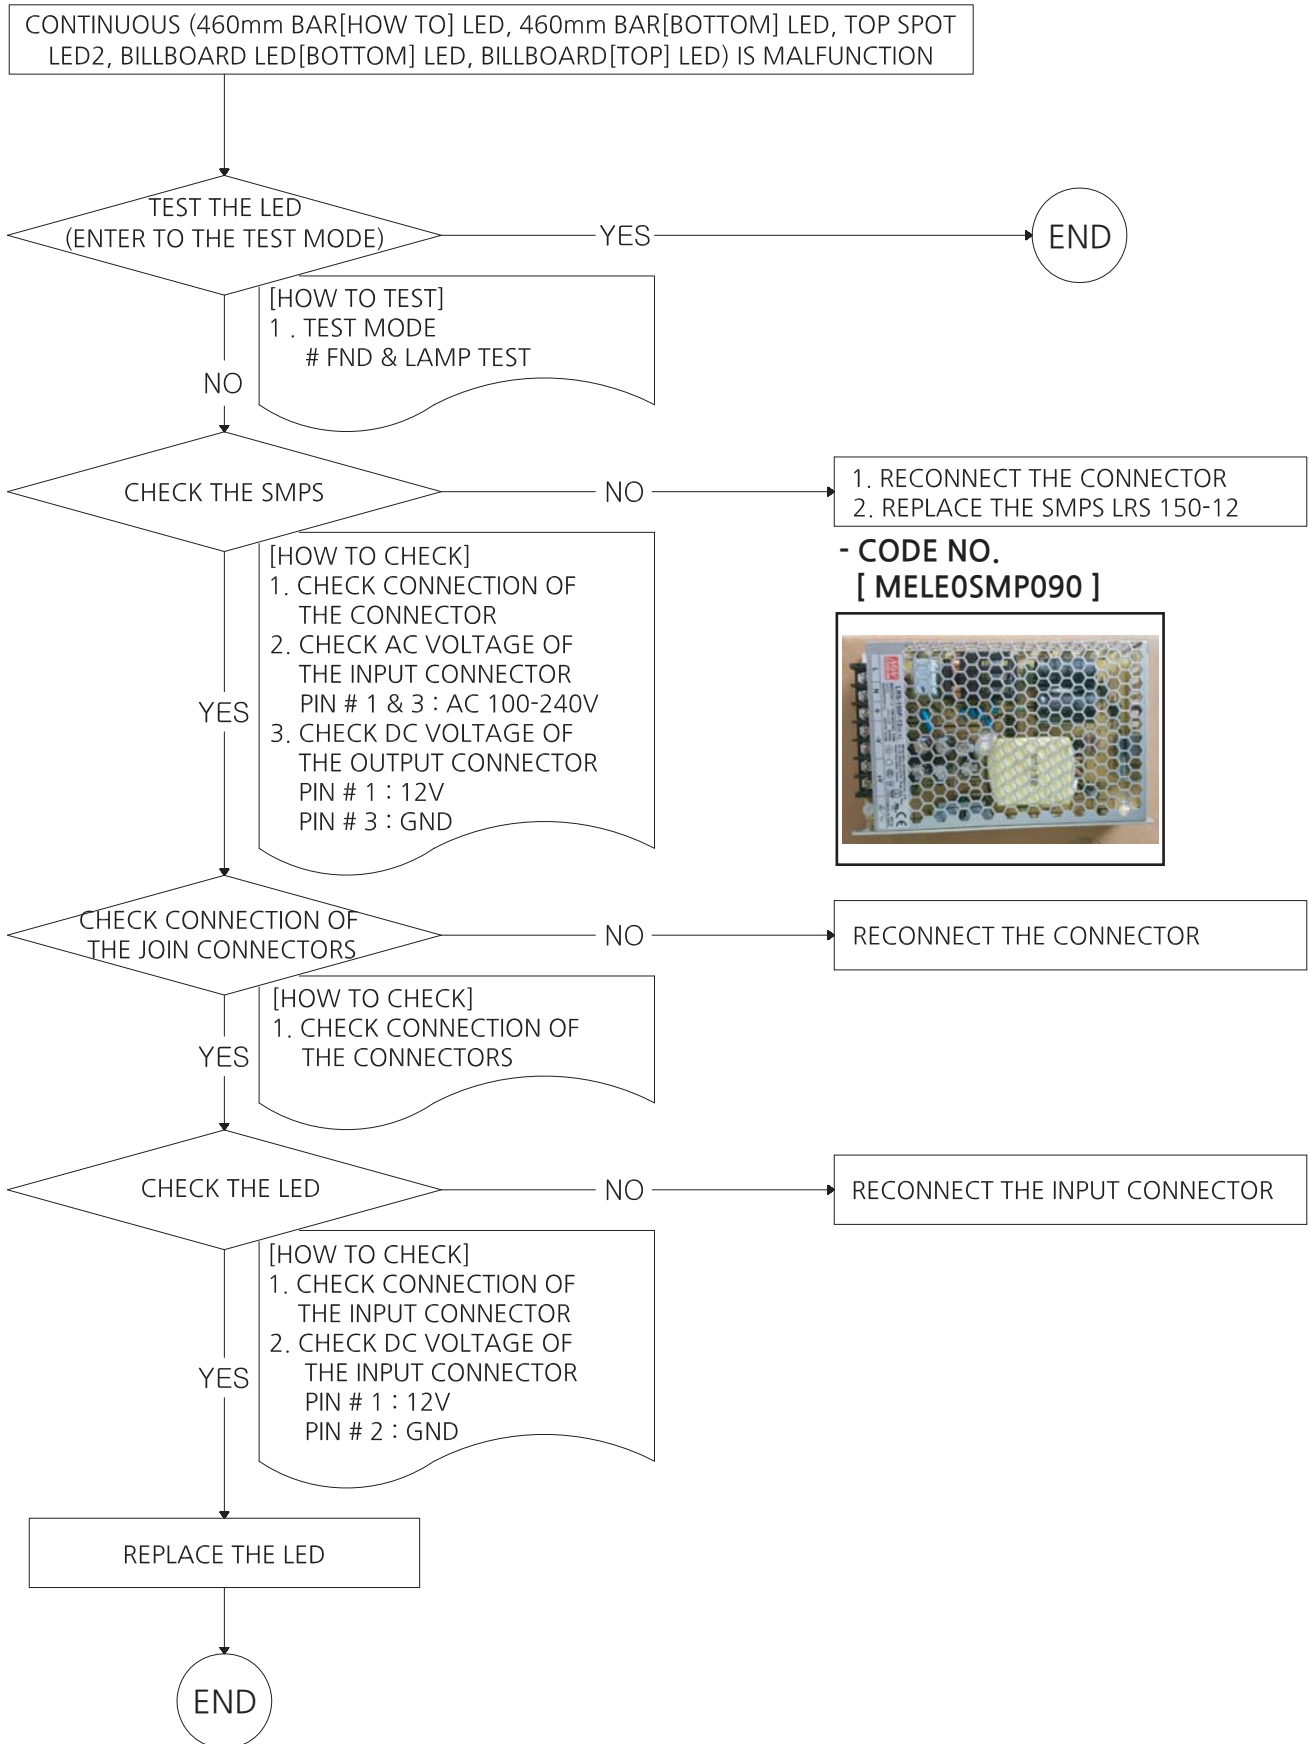 CONTINUOUS (460mm BAR[HOW TO] LED, 460mm BAR[BOTTOM] LED, TOP SPOT
LED2, BILLBOARD LED[BOTTOM] LED, BILLBOARD[TOP] LED) IS MALFUNCTION
TEST THE LED
(ENTER TO THE TEST MODE)
YES
END
[HOW TO TEST]
1 . TEST MODE
# FND & LAMP TEST
NO
CHECK THE SMPS
NO
1. RECONNECT THE CONNECTOR
2. REPLACE THE SMPS LRS 150-12
- CODE NO.
[ MELE0SMP090 ]
[HOW TO CHECK]
1. CHECK CONNECTION OF
THE CONNECTOR
2. CHECK AC VOLTAGE OF
THE INPUT CONNECTOR
PIN # 1 & 3 : AC 100-240V
3. CHECK DC VOLTAGE OF
THE OUTPUT CONNECTOR
PIN # 1 : 12V
PIN # 3 : GND
YES
CHECK CONNECTION OF
THE JOIN CONNECTORS
NO
RECONNECT THE CONNECTOR
[HOW TO CHECK]
1. CHECK CONNECTION OF
THE CONNECTORS
YES
CHECK THE LED
NO
RECONNECT THE INPUT CONNECTOR
[HOW TO CHECK]
1. CHECK CONNECTION OF
THE INPUT CONNECTOR
2. CHECK DC VOLTAGE OF
THE INPUT CONNECTOR
PIN # 1 : 12V
PIN # 2 : GND
YES
REPLACE THE LED
END